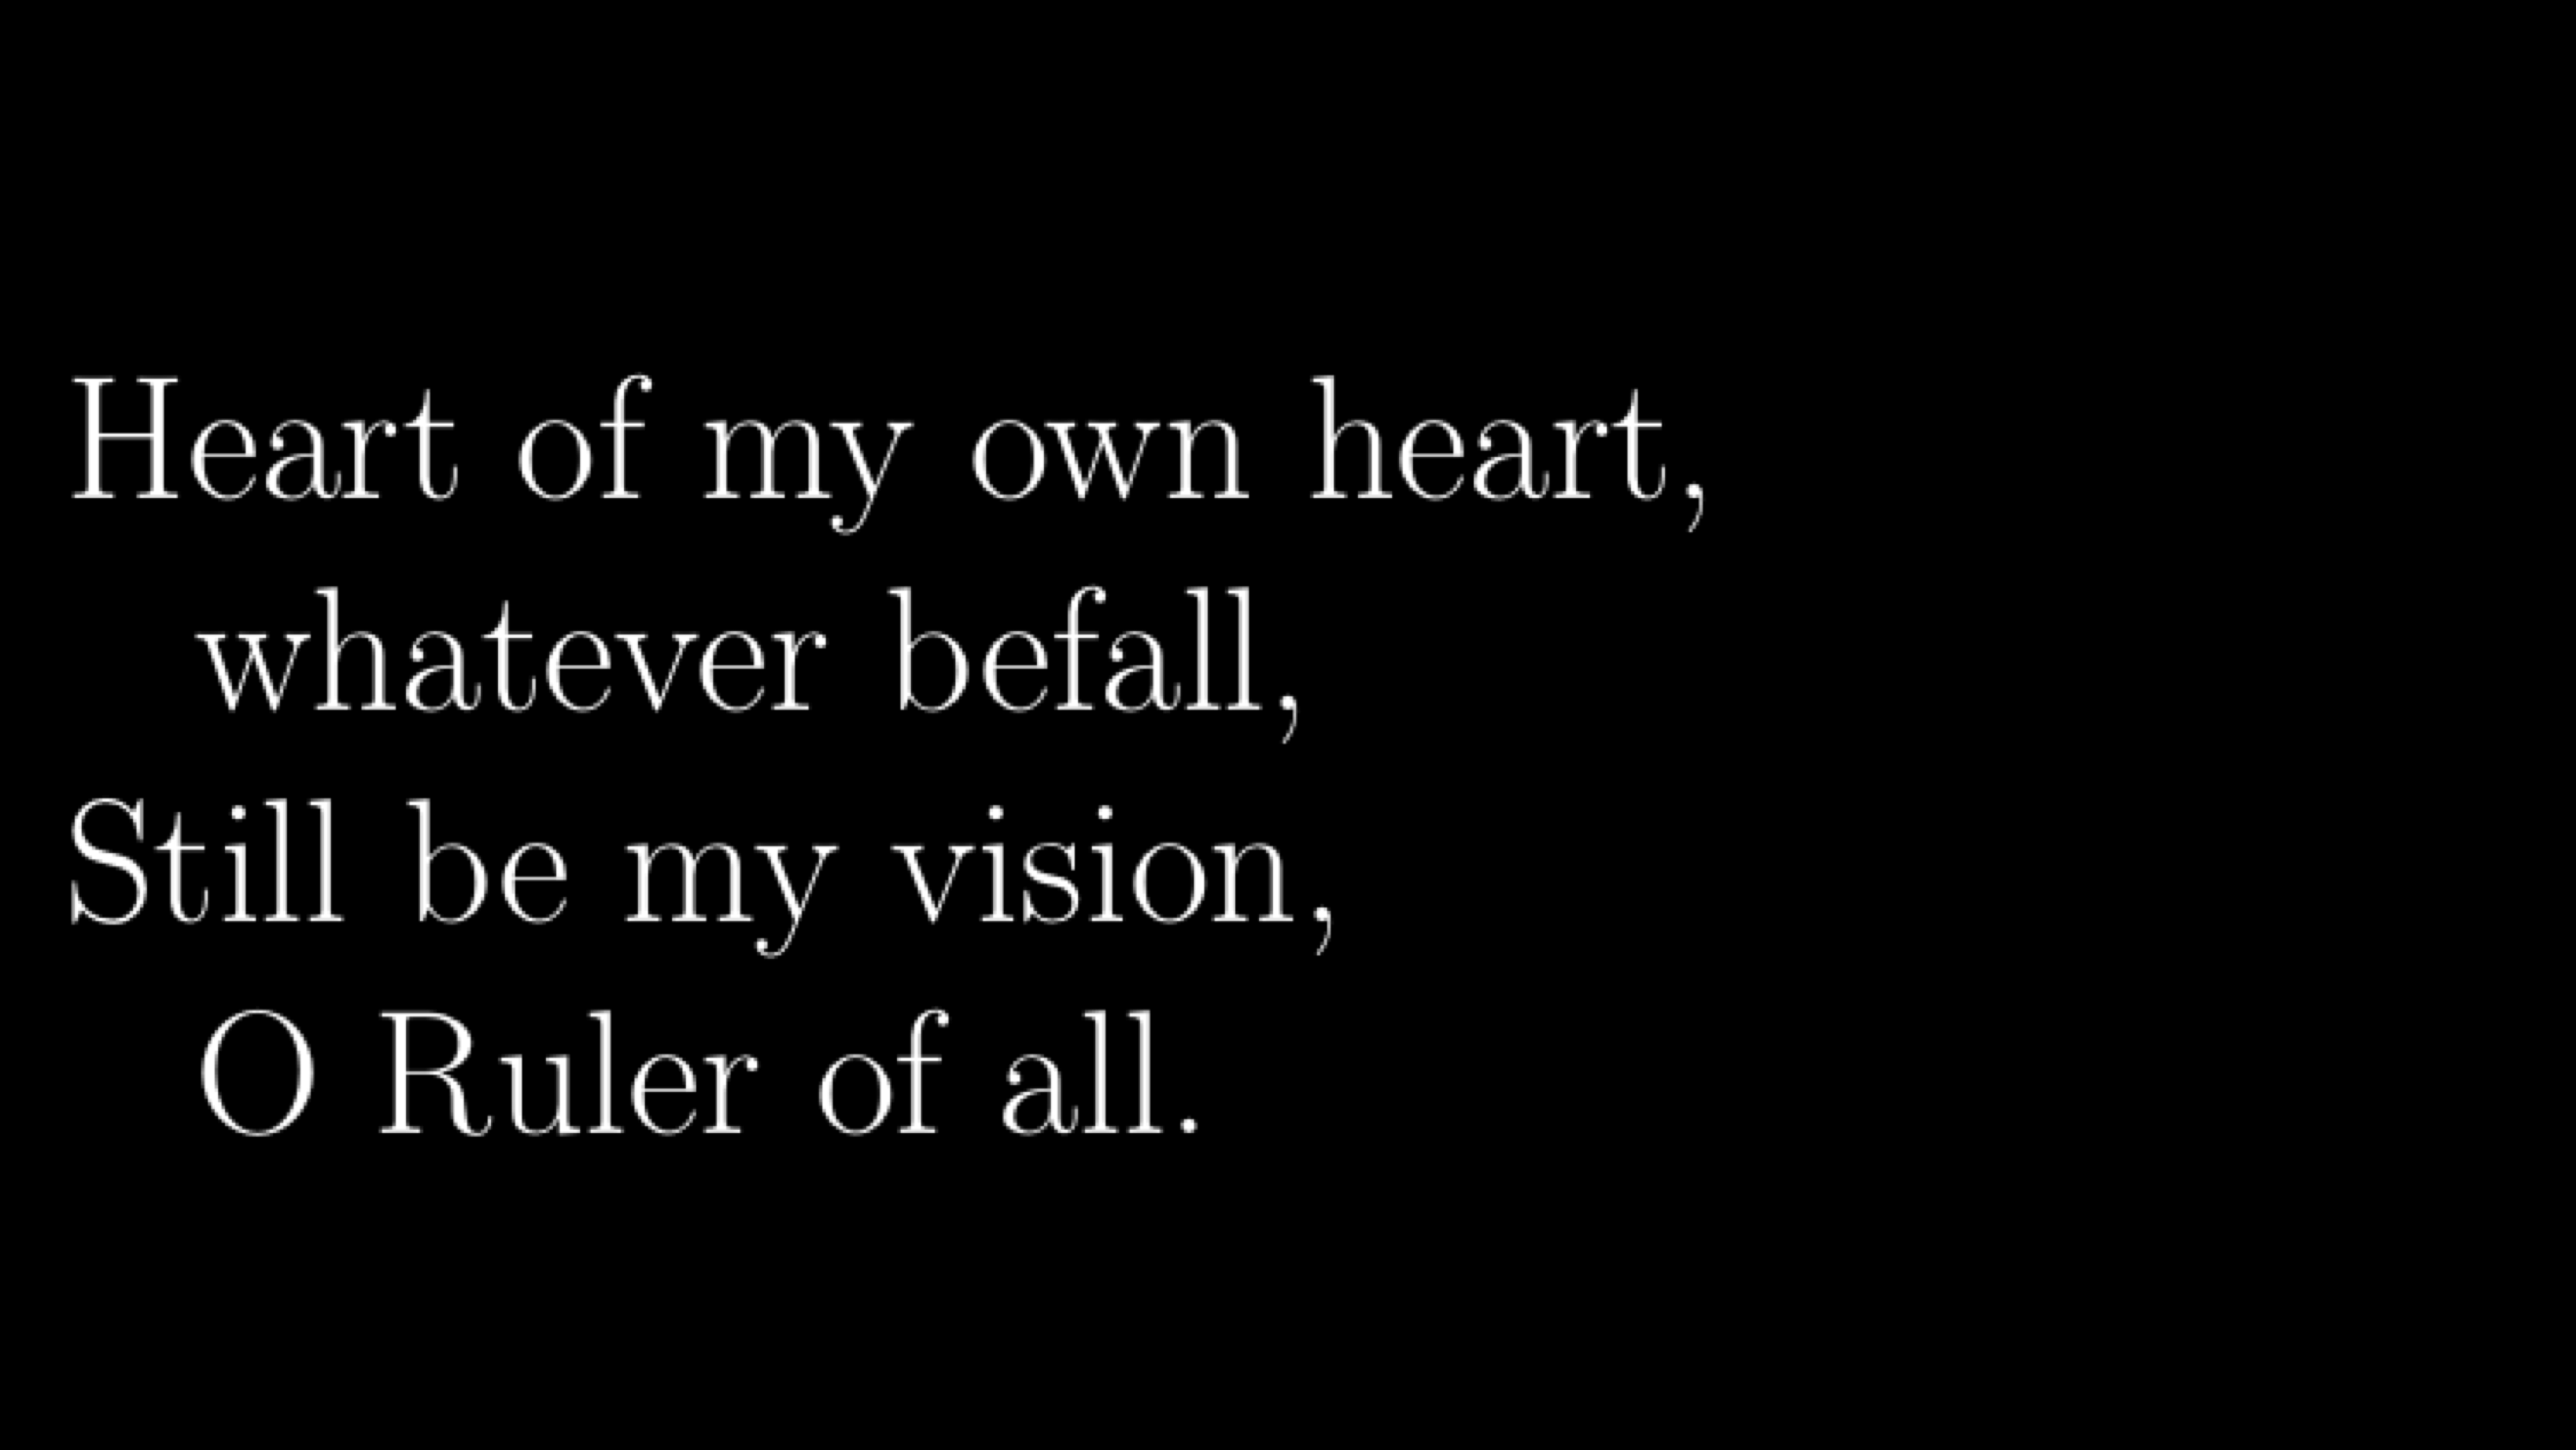 Heart of my own heart,
whatever befall,
Still be my vision,
O Ruler of all.